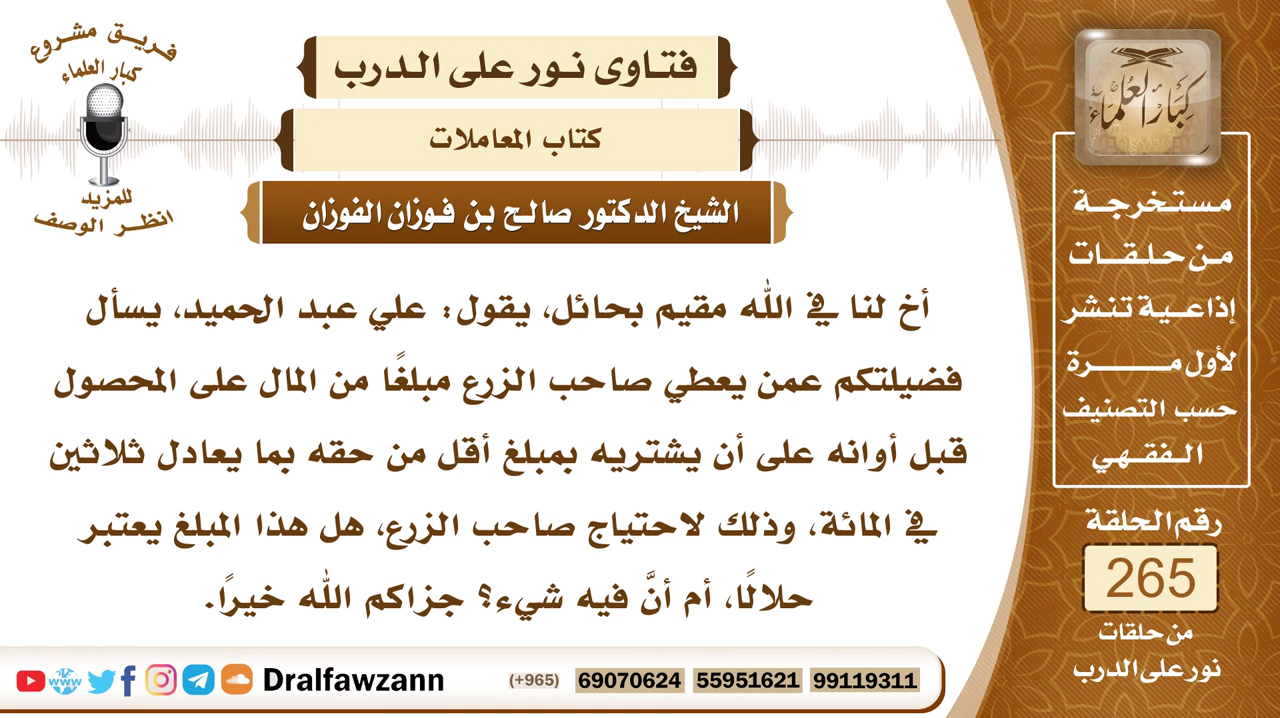 فريق مشروع
كبار العلماء
للمزيد
انظر الوصف
فتاوى نور على الدرب
كتاب المعاملات
الشيخ الدكتور صالح بن فوزان الفوزان
أخ لنا في الله مقيم بحائل، يقول: علي عبد الحميد، يسأل
فضيلتكم عمن يعطي صاحب الزرع مبلغًا من المال على المحصول
قبل أوانه على أن يشتريه بمبلغ أقل من حقه بما يعادل ثلاثين
في المائة، وذلك لاحتياج صاحب الزرع، هل هذا المبلغ يعتبر
حلالًا، أم أنَّ فيه شيء؟ جزاكم الله خيرًا.
كبار العلماء
مستخرجة
من حلقات
إذاعية تنشر
لأول مرة
حسب التصنيف
الفقهي
رقم الحلقة
265
من حلقات
نور على الدرب
www Dralfawzann (+965) 69070624 55951621 99119311